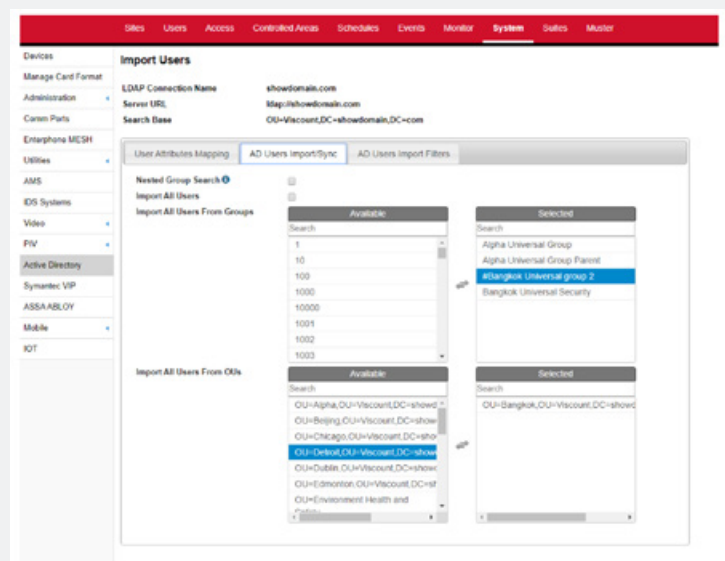 Sites Users Access Controlled Areas Schedules Events Monitor System Suites Muster
Devices
Manage Card Format
Administration
Comm Ports
Enterphone MESH
Utilities
AMS
IDS Systems
Video
PIV
Active Directory
Symantec VIP
ASSA ABLOY
Mobile
IOT
Import Users
LDAP Connection Name showdomain.com
Server URL ldap://showdomain.com
Search Base OU=Viscount,DC=showdomain,DC=com
User Attributes Mapping AD Users Import/Sync AD Users Import Filters
Nested Group Search
Import All Users
Import All Users From Groups
Available
Search
1
10
100
1000
10000
1001
1002
1003
Selected
Search
Alpha Universal Group
Alpha Universal Group Parent
#Bangkok Universal group 2
Bangkok Universal Security
Import All Users From OUs
Available
Search
OU=Alpha,OU=Viscount,DC=showd
OU=Beijing,OU=Viscount,DC=show
OU=Chicago,OU=Viscount,DC=sho
OU=Detroit,OU=Viscount,DC=show
OU=Dublin,OU=Viscount,DC=showd
OU=Edmonton,OU=Viscount,DC=sh
OU=Environment Health and
Selected
Search
OU=Bangkok,OU=Viscount,DC=showd